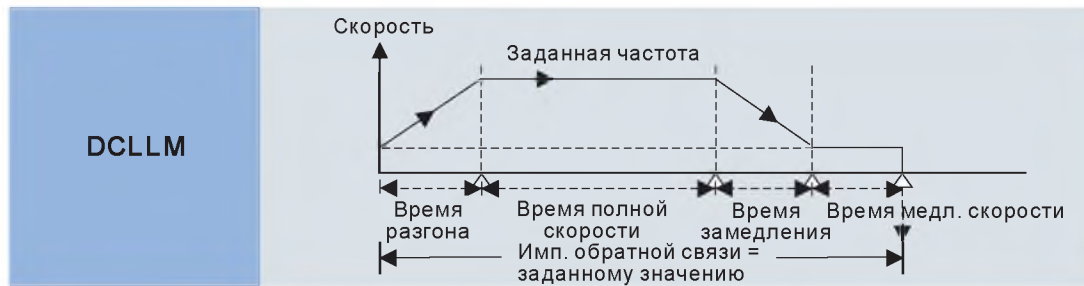 Скорость
Заданная частота
DCLLM
Время
разгона
Время полной
скорости
Время
замедления
Время медл. скорости
Имп. обратной связи =
заданному значению